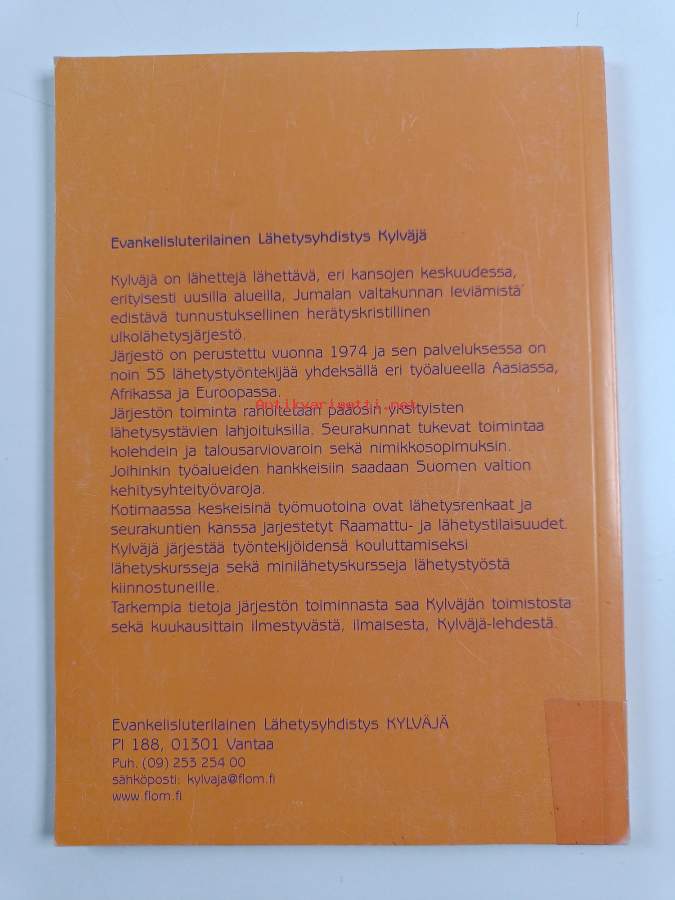 Evankelisluterilainen Lähetysyhdistys Kylväjä
Kylväjä on lähettejä lähettävä, eri kansojen keskuudessa,
erityisesti uusilla alueilla, Jumalan valtakunnan leviämistä
edistävä tunnustuksellinen herätyskristillinen
ulkolähetysjärjestö.
Järjestö on perustettu vuonna 1974 ja sen palveluksessa on
noin 55 lähetystyöntekijää yhdeksällä eri työalueella Aasiassa,
Afrikassa ja Euroopassa.
Antikvariaatti.net
Järjestön toiminta rahoitetaan pääosin yksityisten
lähetysystävien lahjoituksilla. Seurakunnat tukevat toimintaa
kolehdein ja talousarviovaroin sekä nimikkosopimuksin.
Joihinkin työalueiden hankkeisiin saadaan Suomen valtion
kehitysyhteityövaroja.
Kotimaassa keskeisinä työmuotoina ovat lähetysrenkaat ja
seurakuntien kanssa jarjestetyt Raamattu- ja lähetystilaisuudet.
Kylväjä järjestää työntekijöidensä kouluttamiseksi
lähetyskursseja sekä minilähetyskursseja lähetystyöstä
kiinnostuneille.
Tarkempia tietoja järjestön toiminnasta saa Kylväjän toimistosta
sekä kuukausittain ilmestyvästä, ilmaisesta, Kylväjä-lehdestä.
Evankelisluterilainen Lähetysyhdistys KYLVÄJÄ
Pl 188, 01301 Vantaa
Puh. (09) 253 254 00
sähköposti: kylvaja@flom.fi
www.flom.fi